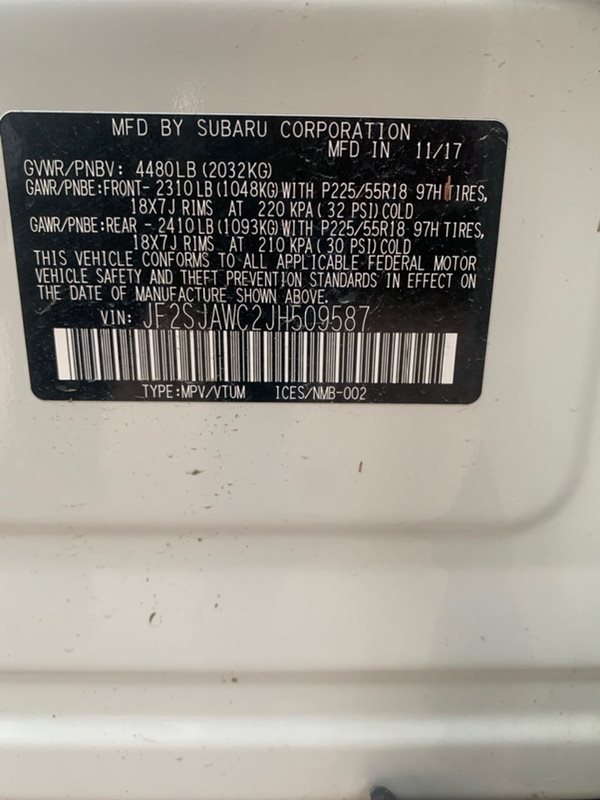 MFD BY SUBARU CORPORATION
MFD IN 11/17
GVWR/PNBV: 4480LB(2032KG)
GAWR/PNBE:FRONT- 2310LB(1048KG)WITH P225/55R18 97H TIRES,
18X7J RIMS AT 220 KPA(32 PSI)COLD
GAWR/PNBE:REAR - 2410LB(1093KG)WITH P225/55R18 97H TIRES,
18X7J RIMS AT 210 KPA(30 PSI)COLD
THIS VEHICLE CONFORMS TO ALL APPLICABLE FEDERAL MOTOR
VEHICLE SAFETY AND THEFT PREVENTION STANDARDS IN EFFECT ON
THE DATE OF MANUFACTURE SHOWN ABOVE.
VIN: JF2SJAWC2JH509587
TYPE:MPV/VTUM ICES/NMB-002